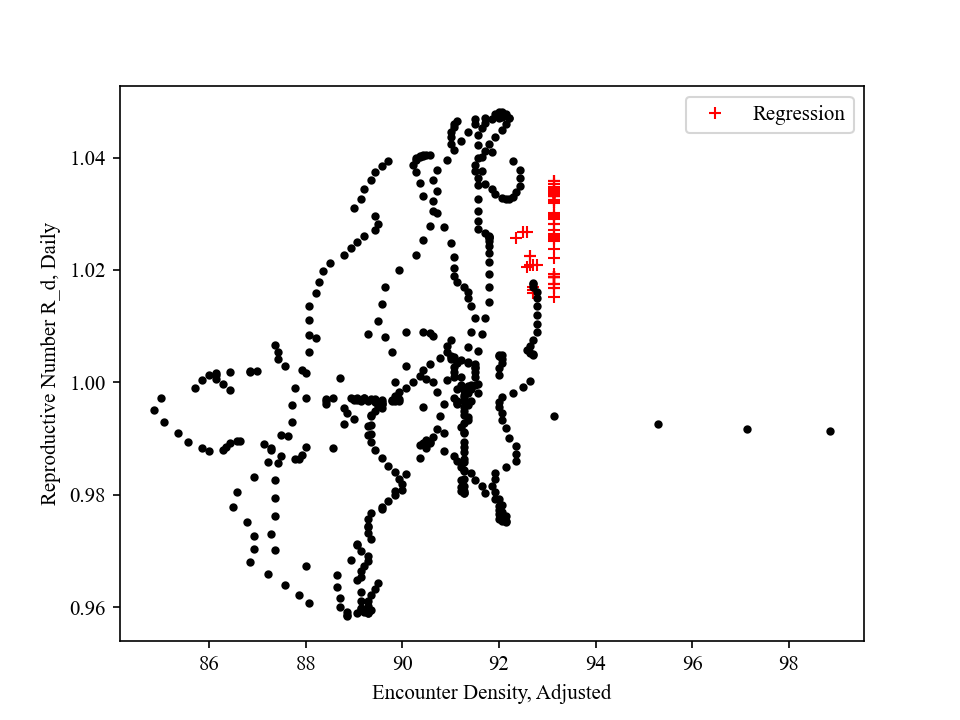 Regression
1.04
1.02
1.00
0.98
0.96
Reproductive Number R_d, Daily
86 88 90 92 94 96 98
Encounter Density, Adjusted